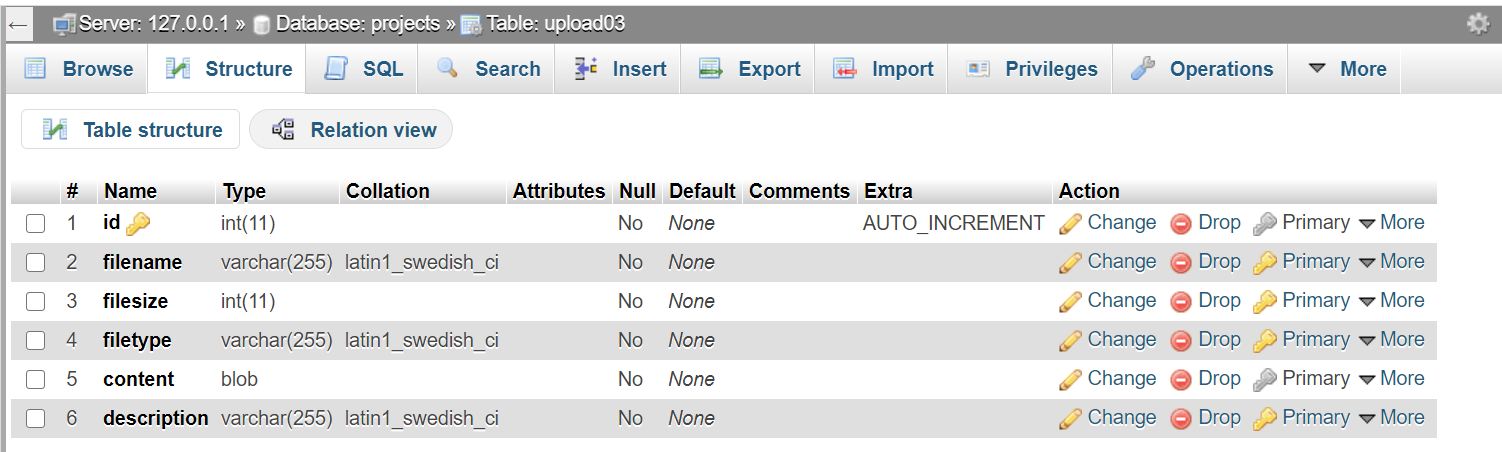 ← Server: 127.0.0.1 » Database: projects » Table: upload03
Browse Structure SQL Search Insert Export Import Privileges Operations More
Table structure Relation view
# Name Type Collation Attributes Null Default Comments Extra Action
1 id int(11) No None AUTO_INCREMENT Change Drop Primary More
2 filename varchar(255) latin1_swedish_ci No None Change Drop Primary More
3 filesize int(11) No None Change Drop Primary More
4 filetype varchar(255) latin1_swedish_ci No None Change Drop Primary More
5 content blob No None Change Drop Primary More
6 description varchar(255) latin1_swedish_ci No None Change Drop Primary More